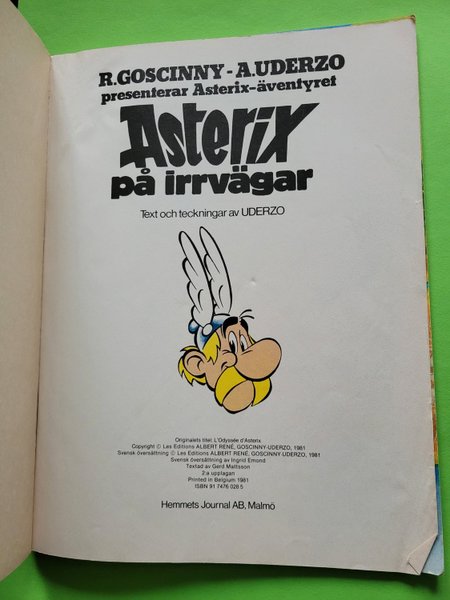 R.GOSCINNY-A.UDERZO
presenterar Asterix-äventyret
Asterix
på irrvägar
Text och teckningar av UDERZO
Originalets titel: L'Odyssée d'Asterix
Copyright © Les Editions ALBERT RENÉ, GOSCINNY-UDERZO, 1981
Svensk översättning © Les Editions ALBERT RENÉ, GOSCINNY-UDERZO, 1981
Svensk översättning av Ingrid Emond
Textad av Gerd Mattsson
2:a upplagan
Printed in Belgium 1981
ISBN 91 7476 028 5
Hemmets Journal AB, Malmö